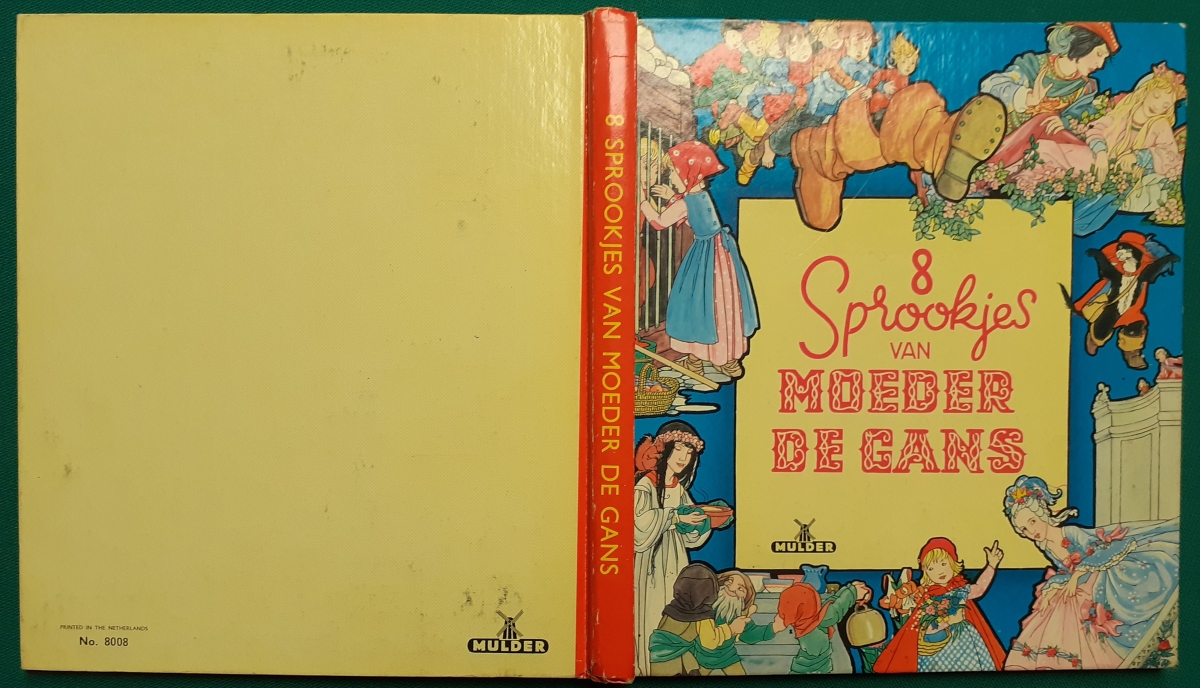 PRINTED IN THE NETHERLANDS
No. 8008
MULDER
8 SPROOKJES VAN MOEDER DE GANS
8
Sprookjes
VAN
MOEDER
DE GANS
MULDER